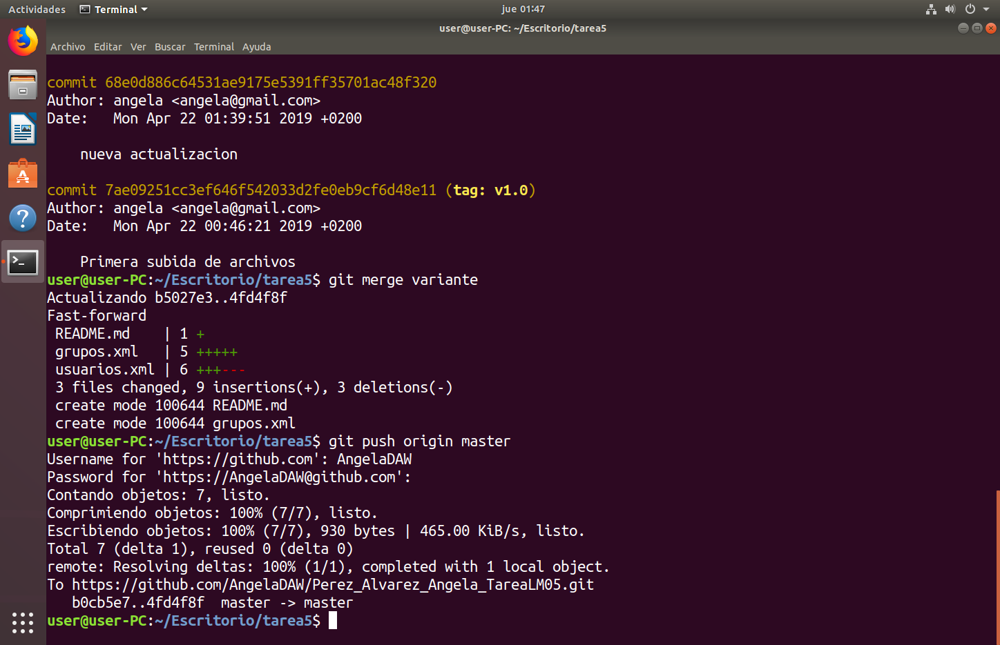 Actividades Terminal jue 01:47
user@user-PC: ~/Escritorio/tarea5
Archivo Editar Ver Buscar Terminal Ayuda
commit 68e0d886c64531ae9175e5391ff35701ac48f320
Author: angela <angela@gmail.com>
Date:   Mon Apr 22 01:39:51 2019 +0200
    nueva actualizacion
commit 7ae09251cc3ef646f542033d2fe0eb9cf6d48e11 (tag: v1.0)
Author: angela <angela@gmail.com>
Date:   Mon Apr 22 00:46:21 2019 +0200
    Primera subida de archivos
user@user-PC:~/Escritorio/tarea5$ git merge variante
Actualizando b5027e3..4fd4f8f
Fast-forward
 README.md    | 1 +
 grupos.xml   | 5 +++++
 usuarios.xml | 6 +++---
 3 files changed, 9 insertions(+), 3 deletions(-)
 create mode 100644 README.md
 create mode 100644 grupos.xml
user@user-PC:~/Escritorio/tarea5$ git push origin master
Username for 'https://github.com': AngelaDAW
Password for 'https://AngelaDAW@github.com':
Contando objetos: 7, listo.
Comprimiendo objetos: 100% (7/7), listo.
Escribiendo objetos: 100% (7/7), 930 bytes | 465.00 KiB/s, listo.
Total 7 (delta 1), reused 0 (delta 0)
remote: Resolving deltas: 100% (1/1), completed with 1 local object.
To https://github.com/AngelaDAW/Perez_Alvarez_Angela_TareaLM05.git
   b0cb5e7..4fd4f8f  master -> master
user@user-PC:~/Escritorio/tarea5$